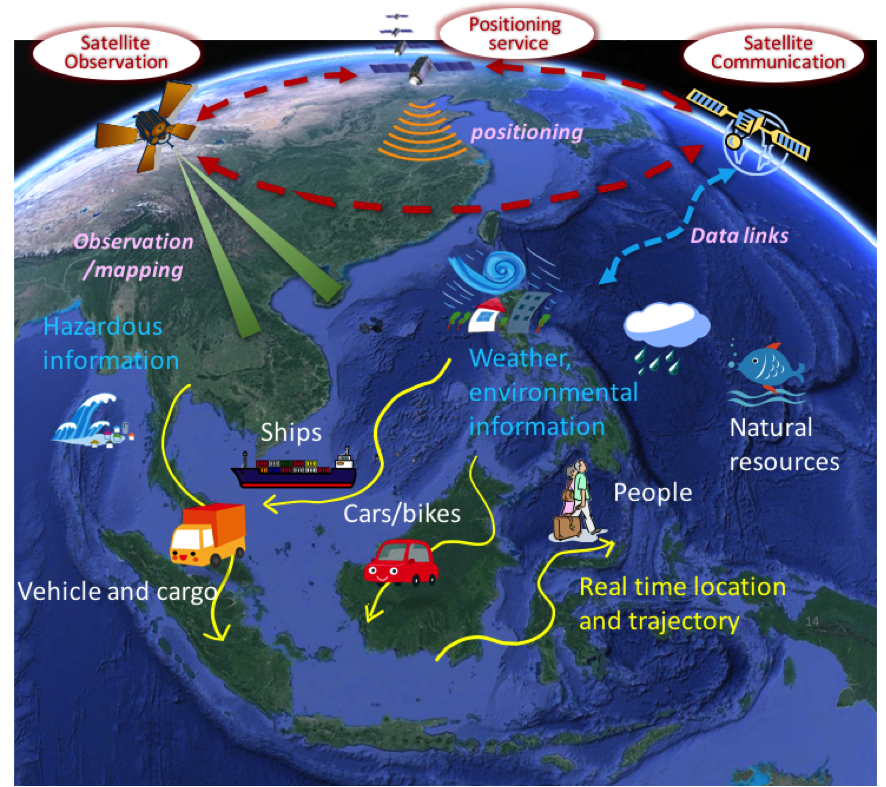 Satellite
Observation
Positioning
service
Satellite
Communication
positioning
Observation
/mapping
Data links
Hazardous
information
Weather,
environmental
information
Natural
resources
Ships
Cars/bikes
People
Vehicle and cargo
Real time location
and trajectory
14